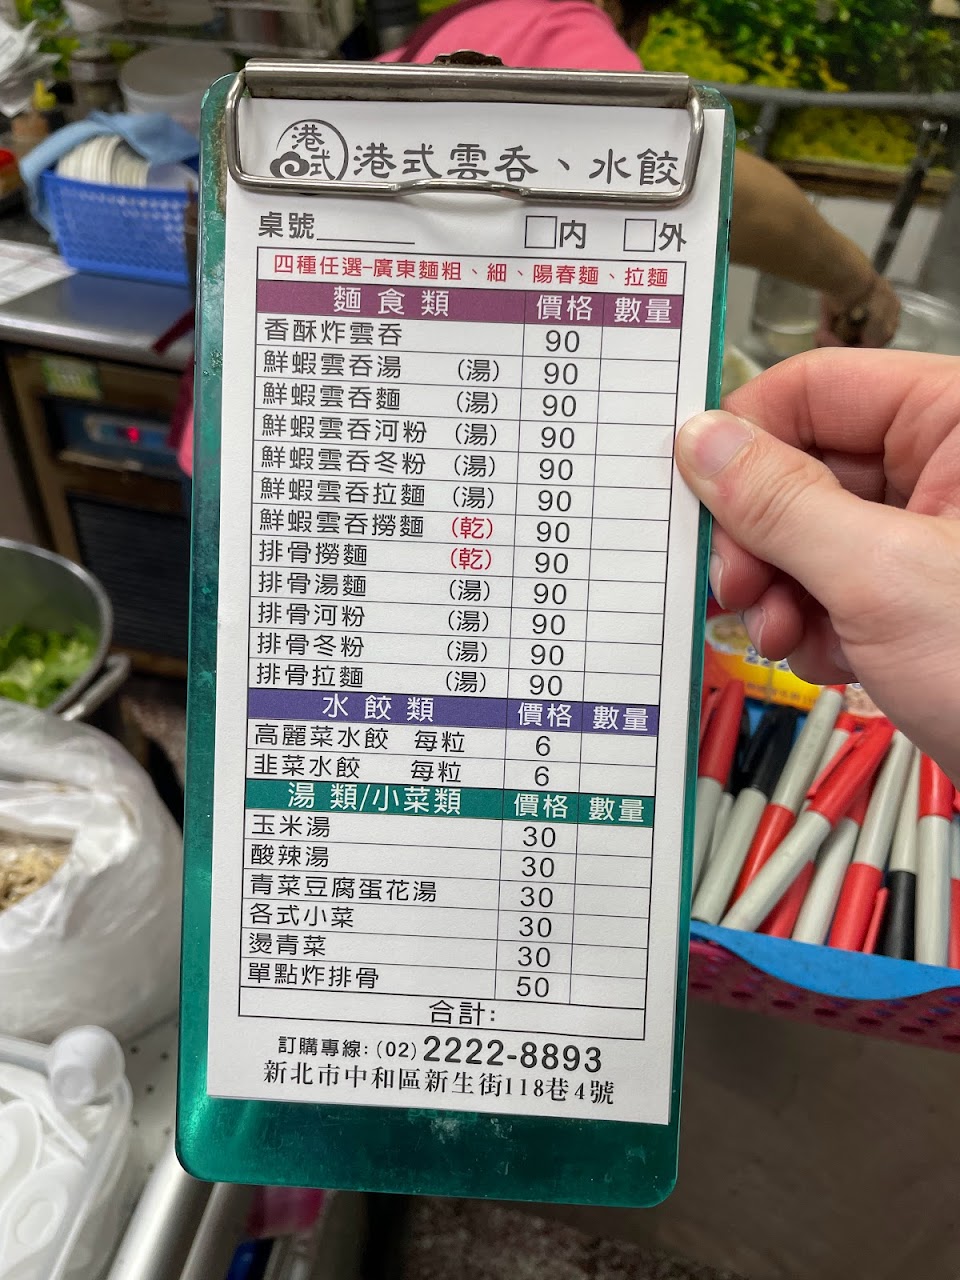 港式 港式雲吞、水餃
桌號______ □內 □外
四種任選-廣東麵粗、細、陽春麵、拉麵
麵食類 價格 數量
香酥炸雲吞 90
鮮蝦雲吞湯 (湯) 90
鮮蝦雲吞麵 (湯) 90
鮮蝦雲吞河粉 (湯) 90
鮮蝦雲吞冬粉 (湯) 90
鮮蝦雲吞拉麵 (湯) 90
鮮蝦雲吞撈麵 (乾) 90
排骨撈麵 (乾) 90
排骨湯麵 (湯) 90
排骨河粉 (湯) 90
排骨冬粉 (湯) 90
排骨拉麵 (湯) 90
水餃類 價格 數量
高麗菜水餃 每粒 6
韭菜水餃 每粒 6
湯類/小菜類 價格 數量
玉米湯 30
酸辣湯 30
青菜豆腐蛋花湯 30
各式小菜 30
燙青菜 30
單點炸排骨 50
合計:
訂購專線:(02)2222-8893
新北市中和區新生街118巷4號